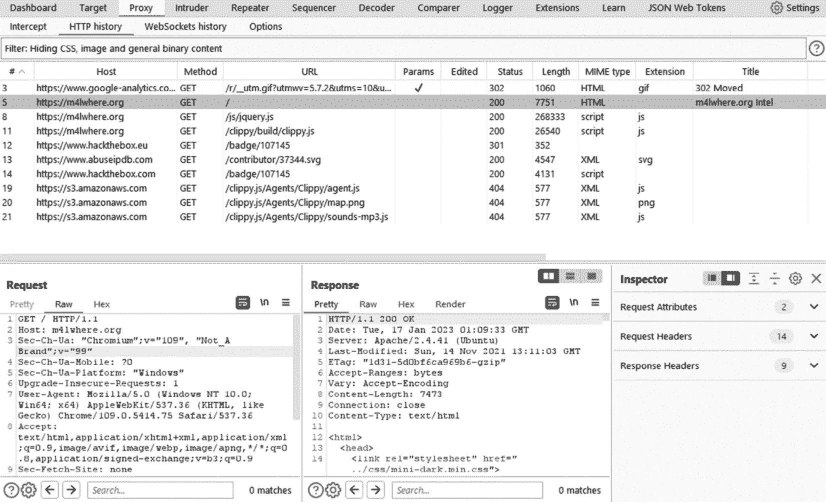 Dashboard Target Proxy Intruder Repeater Sequencer Decoder Comparer Logger Extensions Learn JSON Web Tokens Settings
Intercept HTTP history WebSockets history Options
Filter: Hiding CSS, image and general binary content
# Host Method URL Params Edited Status Length MIME type Extension Title
3 https://www.google-analytics.co... GET /r/__utm.gif?utmwv=5.7.2&utms=10&u... ✓ 302 1060 HTML gif 302 Moved
5 https://m4lwhere.org GET / 200 7751 HTML m4lwhere.org Intel
8 https://m4lwhere.org GET /js/jquery.js 200 268333 script js
11 https://m4lwhere.org GET /clippy/build/clippy.js 200 26540 script js
12 https://www.hackthebox.eu GET /badge/107145 301 352
13 https://www.abuseipdb.com GET /contributor/37344.svg 200 4547 XML svg
14 https://www.hackthebox.com GET /badge/107145 200 4131 script
19 https://s3.amazonaws.com GET /clippy.js/Agents/Clippy/agent.js 404 577 XML js
20 https://s3.amazonaws.com GET /clippy.js/Agents/Clippy/map.png 404 577 XML png
21 https://s3.amazonaws.com GET /clippy.js/Agents/Clippy/sounds-mp3.js 404 577 XML js
Request
Pretty Raw Hex \n
1 GET / HTTP/1.1
2 Host: m4lwhere.org
3 Sec-Ch-Ua: "Chromium";v="109", "Not_A
Brand";v="99"
4 Sec-Ch-Ua-Mobile: ?0
5 Sec-Ch-Ua-Platform: "Windows"
6 Upgrade-Insecure-Requests: 1
7 User-Agent: Mozilla/5.0 (Windows NT 10.0;
Win64; x64) AppleWebKit/537.36 (KHTML, like
Gecko) Chrome/109.0.5414.75 Safari/537.36
8 Accept:
text/html,application/xhtml+xml,application/xml
;q=0.9,image/avif,image/webp,image/apng,*/*;q=0
.8,application/signed-exchange;v=b3;q=0.9
9 Sec-Fetch-Site: none
Search... 0 matches
Response
Pretty Raw Hex Render \n
1 HTTP/1.1 200 OK
2 Date: Tue, 17 Jan 2023 01:09:33 GMT
3 Server: Apache/2.4.41 (Ubuntu)
4 Last-Modified: Sun, 14 Nov 2021 13:11:03 GMT
5 ETag: "1d31-5d0bf6ca969b6-gzip"
6 Accept-Ranges: bytes
7 Vary: Accept-Encoding
8 Content-Length: 7473
9 Connection: close
10 Content-Type: text/html
11
12 <html>
13 <head>
14 <link rel="stylesheet" href="
../css/mini-dark.min.css">
Search... 0 matches
Inspector
Request Attributes 2
Request Headers 14
Response Headers 9